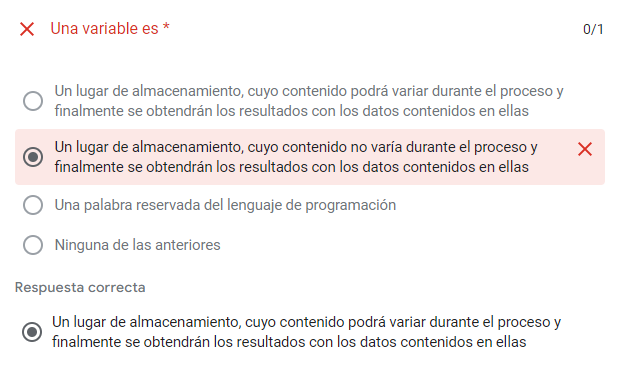 Una variable es *
0/1
Un lugar de almacenamiento, cuyo contenido podrá variar durante el proceso y
finalmente se obtendrán los resultados con los datos contenidos en ellas
Un lugar de almacenamiento, cuyo contenido no varía durante el proceso y
finalmente se obtendrán los resultados con los datos contenidos en ellas
Una palabra reservada del lenguaje de programación
Ninguna de las anteriores
Respuesta correcta
Un lugar de almacenamiento, cuyo contenido podrá variar durante el proceso y
finalmente se obtendrán los resultados con los datos contenidos en ellas